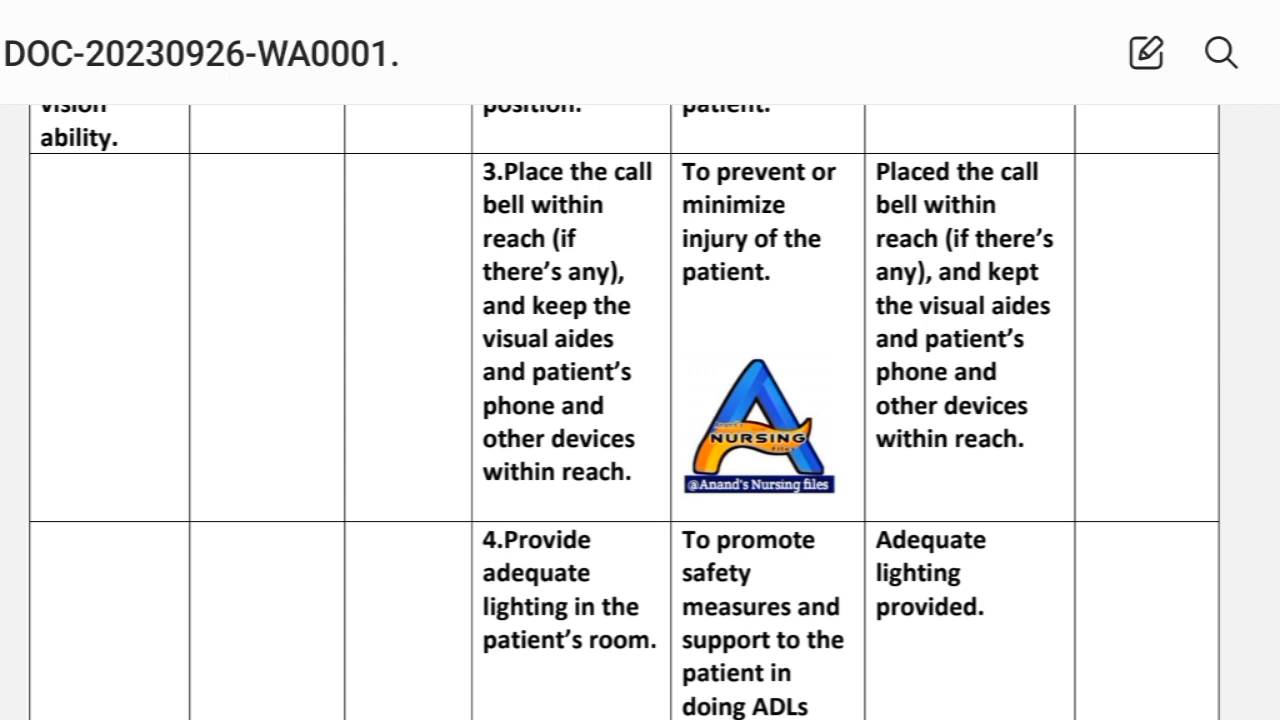 DOC-20230926-WA0001.
vision
ability.
position.
patient.
3.Place the call
bell within
reach (if
there’s any),
and keep the
visual aides
and patient’s
phone and
other devices
within reach.
To prevent or
minimize
injury of the
patient.
NURSING
Files
@Anand's Nursing files
Placed the call
bell within
reach (if there’s
any), and kept
the visual aides
and patient’s
phone and
other devices
within reach.
4.Provide
adequate
lighting in the
patient’s room.
To promote
safety
measures and
support to the
patient in
doing ADLs
Adequate
lighting
provided.